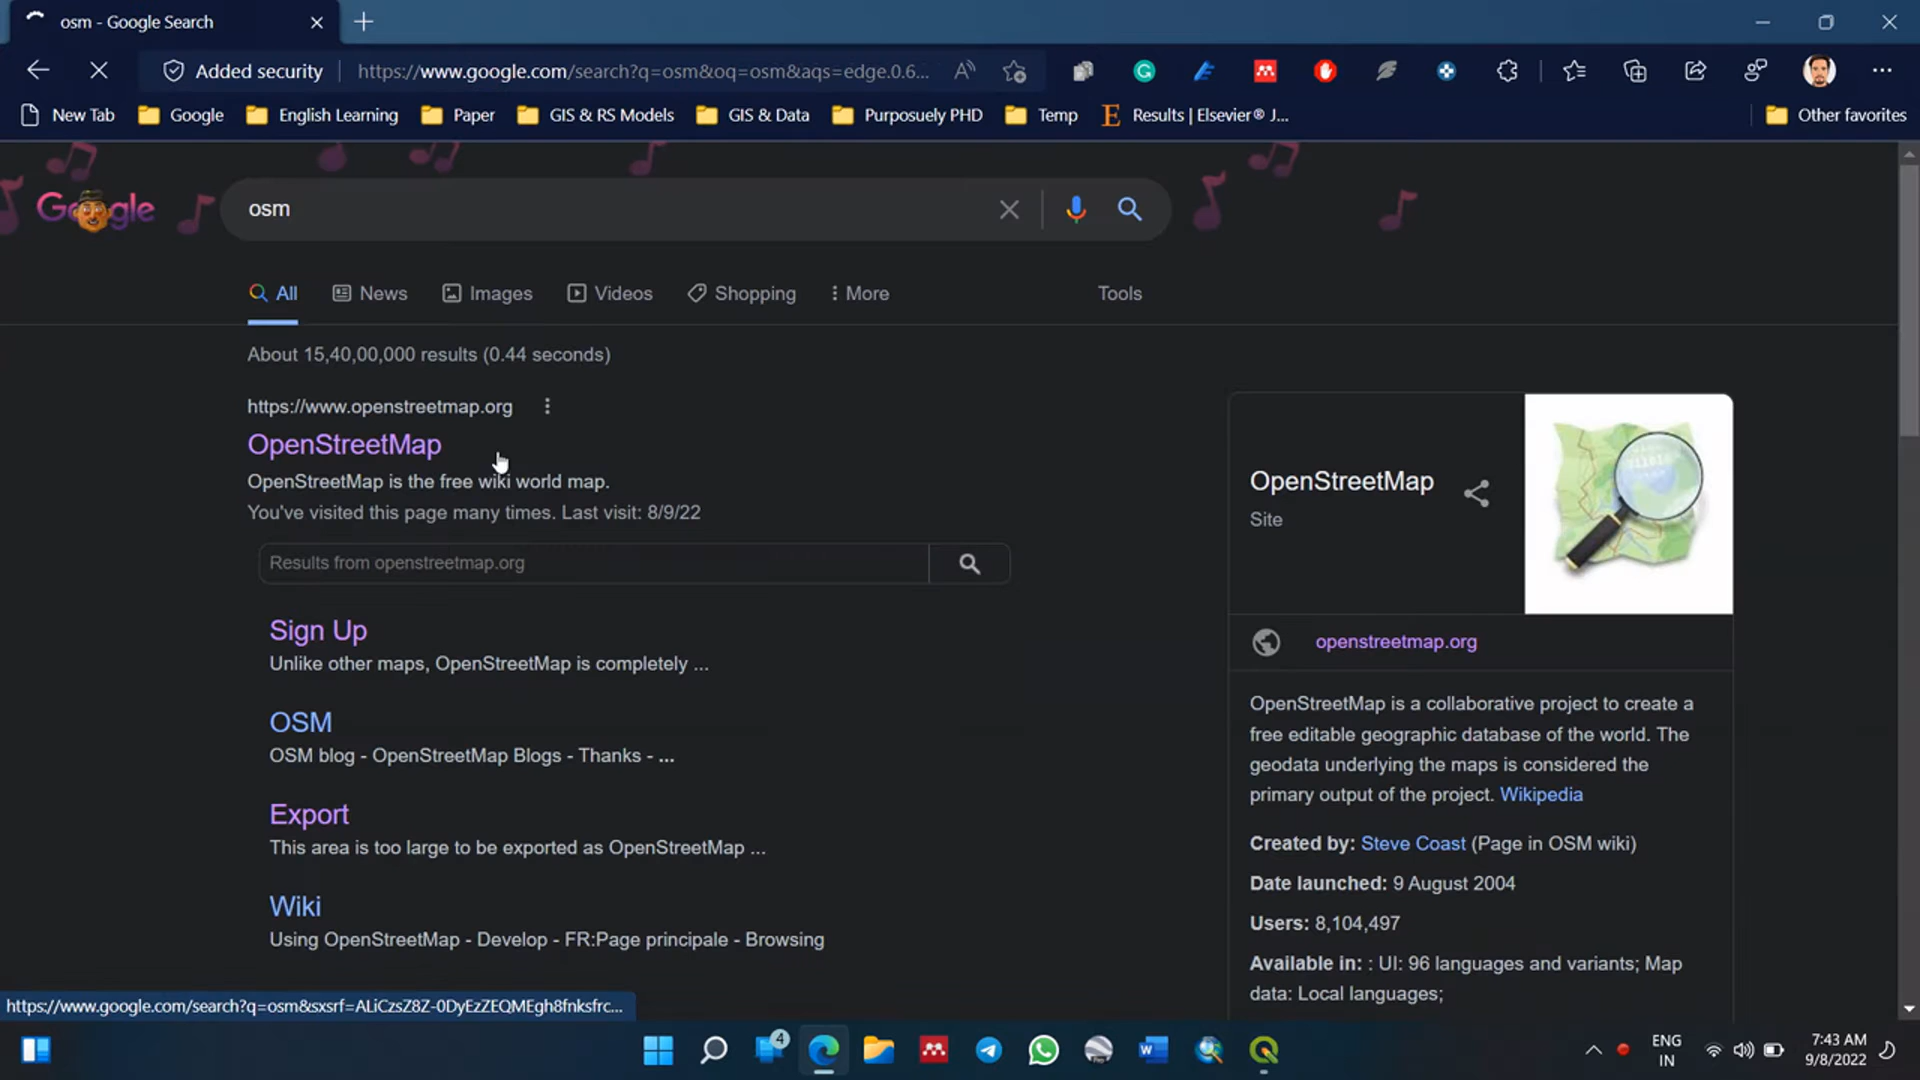 osm - Google Search
Added security
https://www.google.com/search?q=osm&oq=osm&aqs=edge.0.6...
New Tab
Google
English Learning
Paper
GIS & RS Models
GIS & Data
Purposuely PHD
Temp
Results | Elsevier® J...
Other favorites
Google
osm
All
News
Images
Videos
Shopping
More
Tools
About 15,40,00,000 results (0.44 seconds)
https://www.openstreetmap.org
OpenStreetMap
OpenStreetMap is the free wiki world map.
You've visited this page many times. Last visit: 8/9/22
Results from openstreetmap.org
Sign Up
Unlike other maps, OpenStreetMap is completely ...
OSM
OSM blog - OpenStreetMap Blogs - Thanks - ...
Export
This area is too large to be exported as OpenStreetMap ...
Wiki
Using OpenStreetMap - Develop - FR:Page principale - Browsing
OpenStreetMap
Site
openstreetmap.org
OpenStreetMap is a collaborative project to create a
free editable geographic database of the world. The
geodata underlying the maps is considered the
primary output of the project. Wikipedia
Created by: Steve Coast (Page in OSM wiki)
Date launched: 9 August 2004
Users: 8,104,497
Available in: : UI: 96 languages and variants; Map
data: Local languages;
https://www.google.com/search?q=osm&sxsrf=ALiCzsZ8Z-0DyEzZEQMEgh8fnksfrc...
4
ENG
IN
7:43 AM
9/8/2022